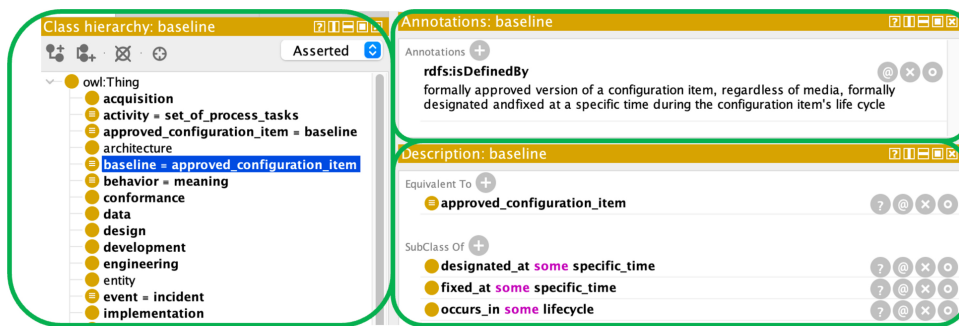 Class hierarchy: baseline
Asserted
owl:Thing
acquisition
activity = set_of_process_tasks
approved_configuration_item = baseline
architecture
baseline = approved_configuration_item
behavior = meaning
conformance
data
design
development
engineering
entity
event = incident
implementation
Annotations: baseline
Annotations
rdfs:isDefinedBy
formally approved version of a configuration item, regardless of media, formally
designated andfixed at a specific time during the configuration item's life cycle
Description: baseline
Equivalent To
approved_configuration_item
SubClass Of
designated_at some specific_time
fixed_at some specific_time
occurs_in some lifecycle